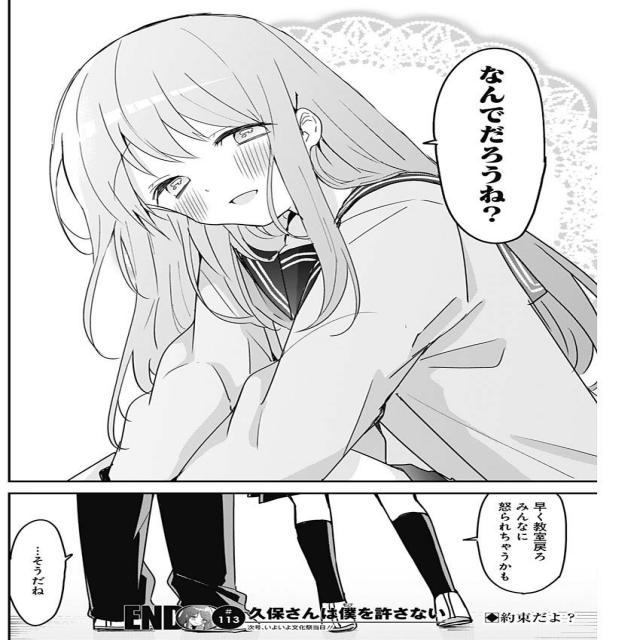 なんでだろうね?
早く教室戻ろ
みんなに
怒られちゃうかも
…そうだね
END
#113
久保さんは僕を許さない
次号、いよいよ文化祭当日!!
◆約束だよ?